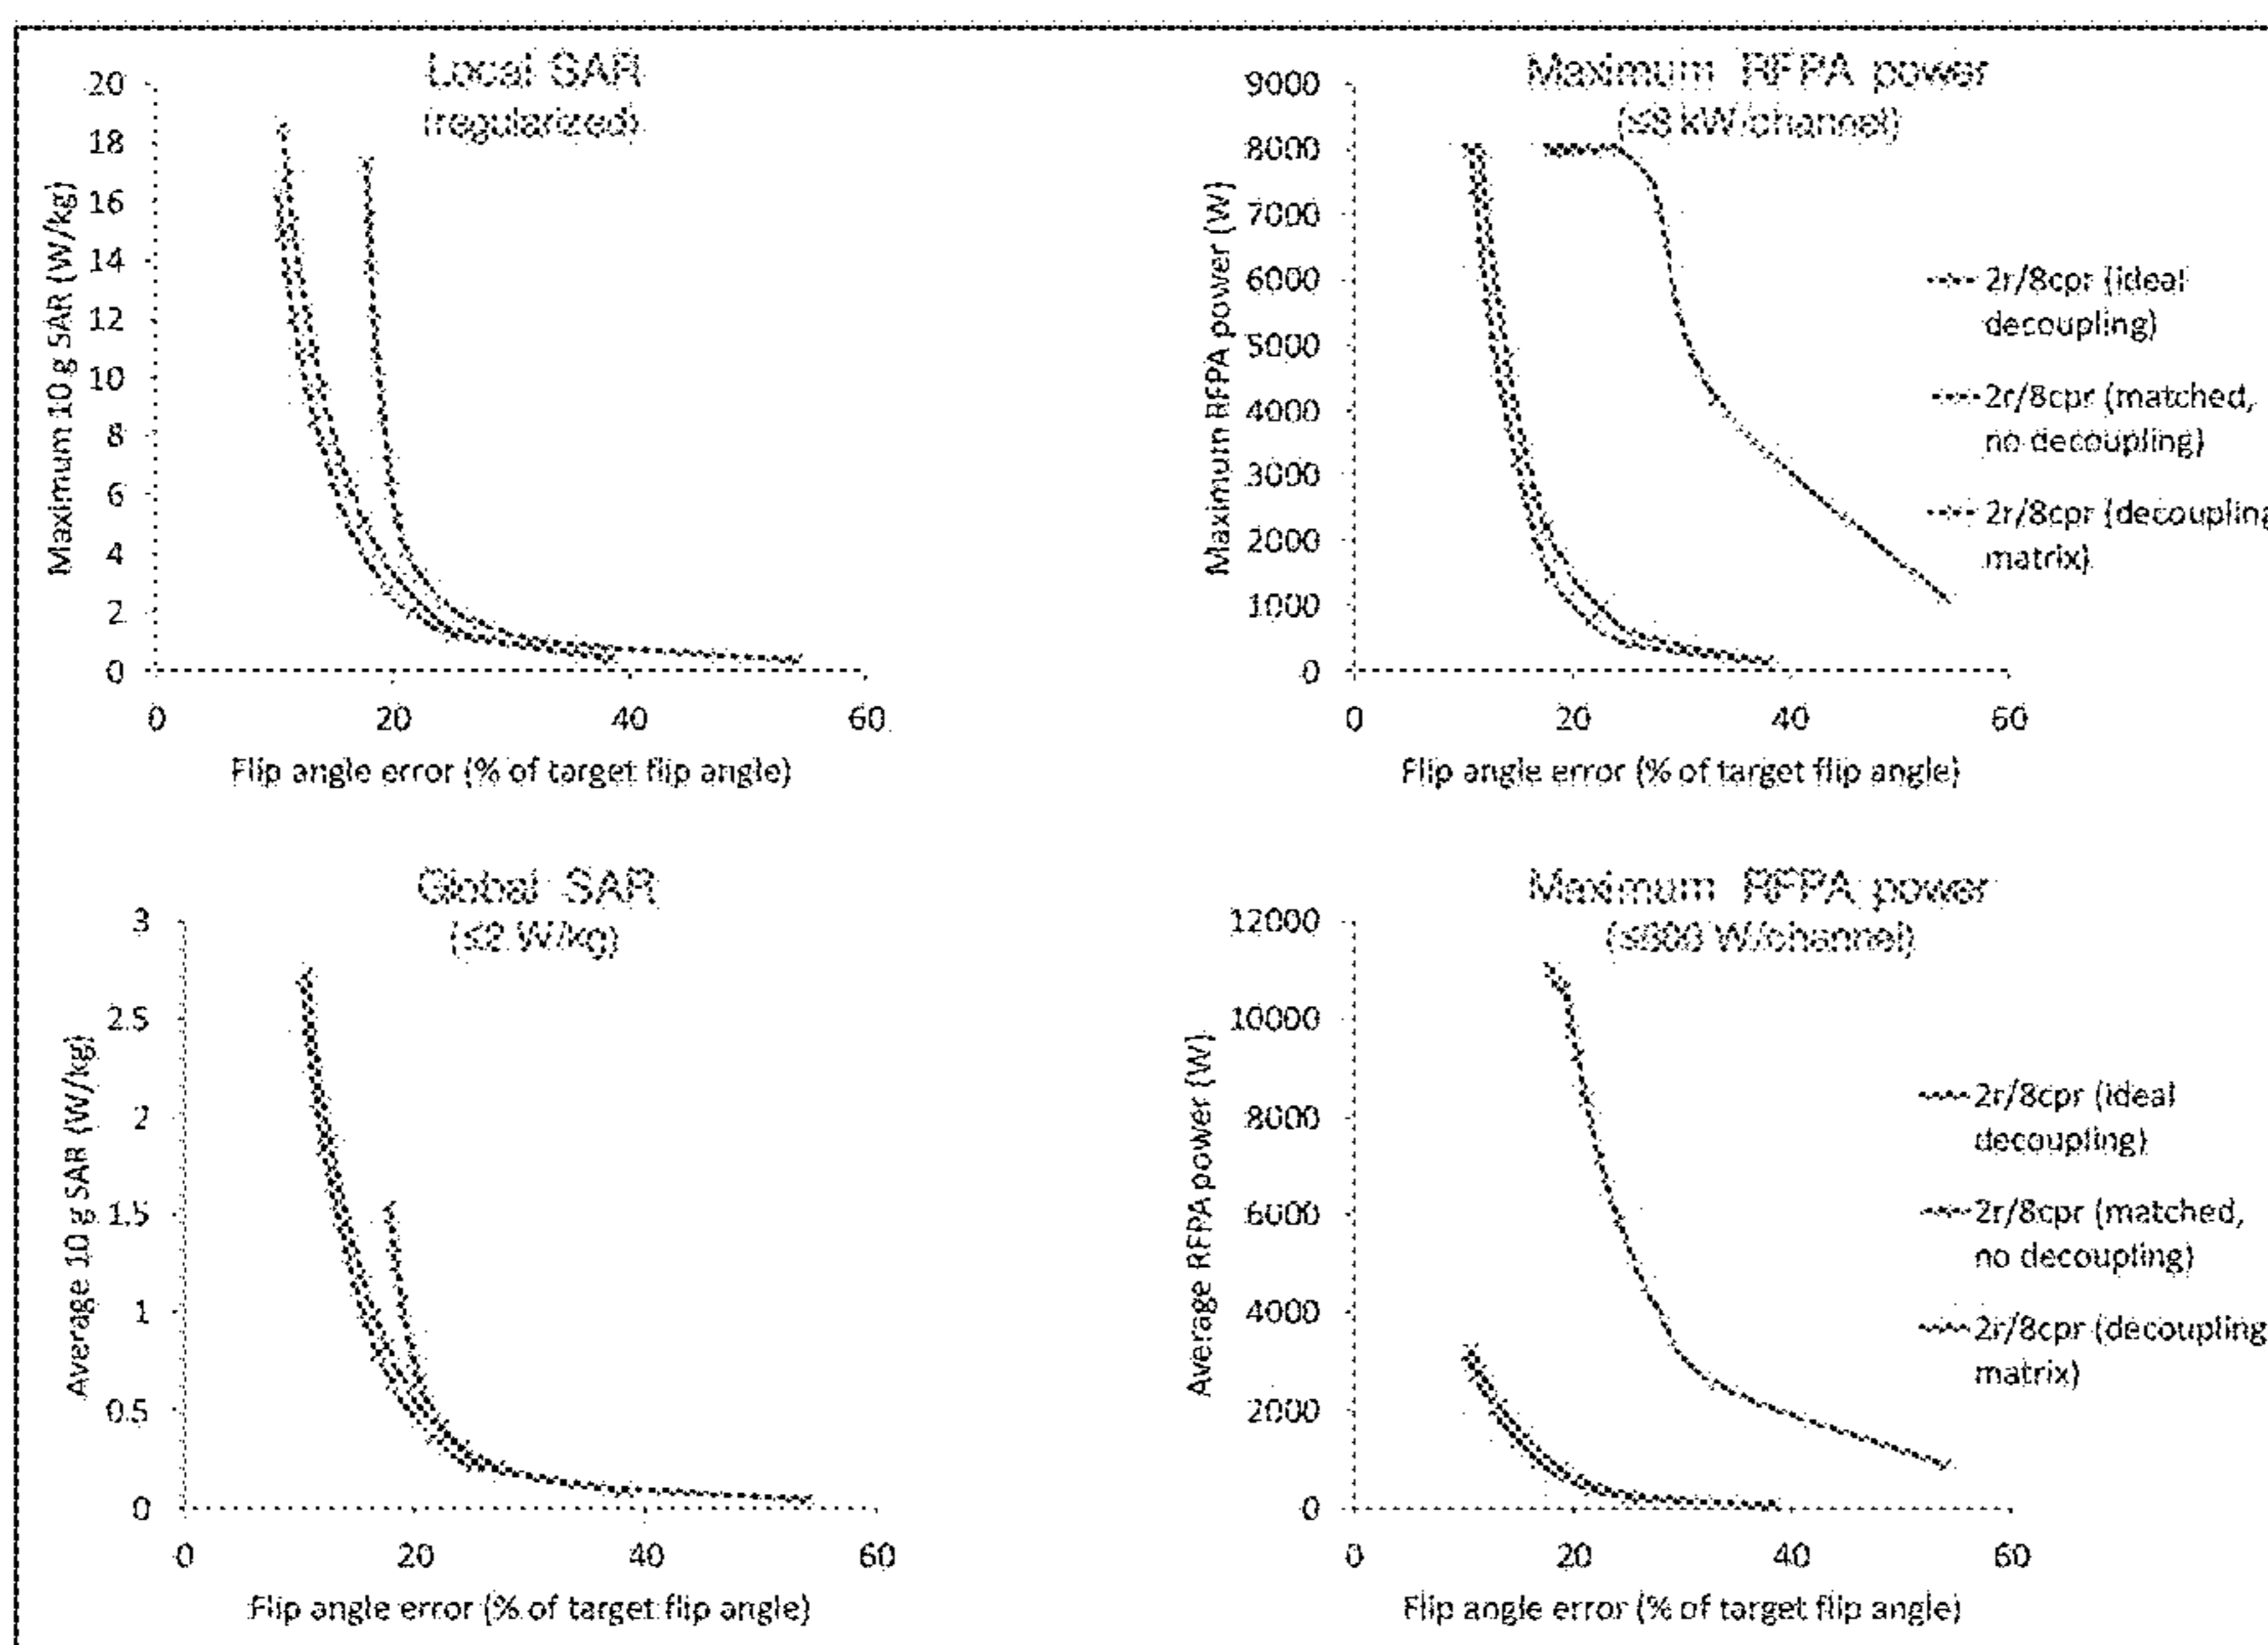 Local SAR
(regularized)
20
18
16
14
12
10
8
6
4
2
0
Maximum 10 g SAR (W/kg)
0 20 40 60
Flip angle error (% of target flip angle)
Maximum RFPA power
(≤8 kW/channel)
9000
8000
7000
6000
5000
4000
3000
2000
1000
0
Maximum RFPA power (W)
0 20 40 60
Flip angle error (% of target flip angle)
2r/8cpr (ideal
decoupling)
2r/8cpr (matched,
no decoupling)
2r/8cpr (decoupling
matrix)
Global SAR
(≤2 W/kg)
3
2.5
2
1.5
1
0.5
0
Average 10 g SAR (W/kg)
0 20 40 60
Flip angle error (% of target flip angle)
Maximum RFPA power
W/channel)
12000
10000
8000
6000
4000
2000
0
Average RFPA power (W)
0 20 40 60
Flip angle error (% of target flip angle)
2r/8cpr (ideal
decoupling)
2r/8cpr (matched,
no decoupling)
2r/8cpr (decoupling
matrix)